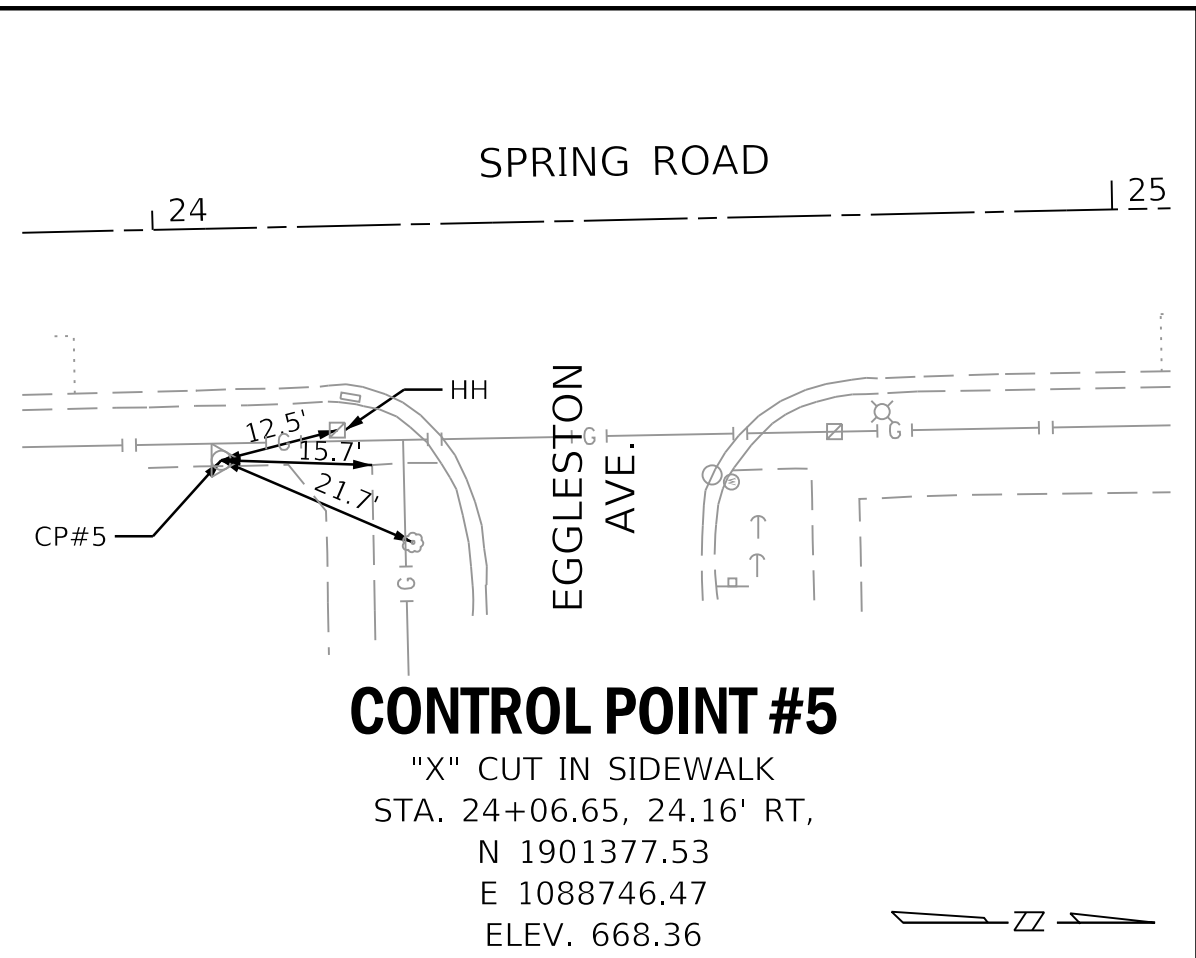 SPRING ROAD
24
25
HH
12.5'
G
15.7'
G
G
21.7'
CP#5
EGGLESTON
AVE.
G
CONTROL POINT #5
"X" CUT IN SIDEWALK
STA. 24+06.65, 24.16' RT,
N 1901377.53
E 1088746.47
ELEV. 668.36